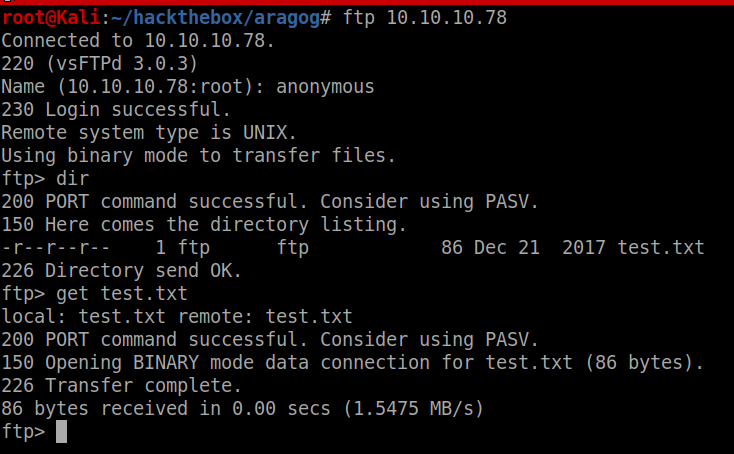 root@Kali:~/hackthebox/aragog# ftp 10.10.10.78
Connected to 10.10.10.78.
220 (vsFTPd 3.0.3)
Name (10.10.10.78:root): anonymous
230 Login successful.
Remote system type is UNIX.
Using binary mode to transfer files.
ftp> dir
200 PORT command successful. Consider using PASV.
150 Here comes the directory listing.
-r--r--r--    1 ftp      ftp            86 Dec 21  2017 test.txt
226 Directory send OK.
ftp> get test.txt
local: test.txt remote: test.txt
200 PORT command successful. Consider using PASV.
150 Opening BINARY mode data connection for test.txt (86 bytes).
226 Transfer complete.
86 bytes received in 0.00 secs (1.5475 MB/s)
ftp>